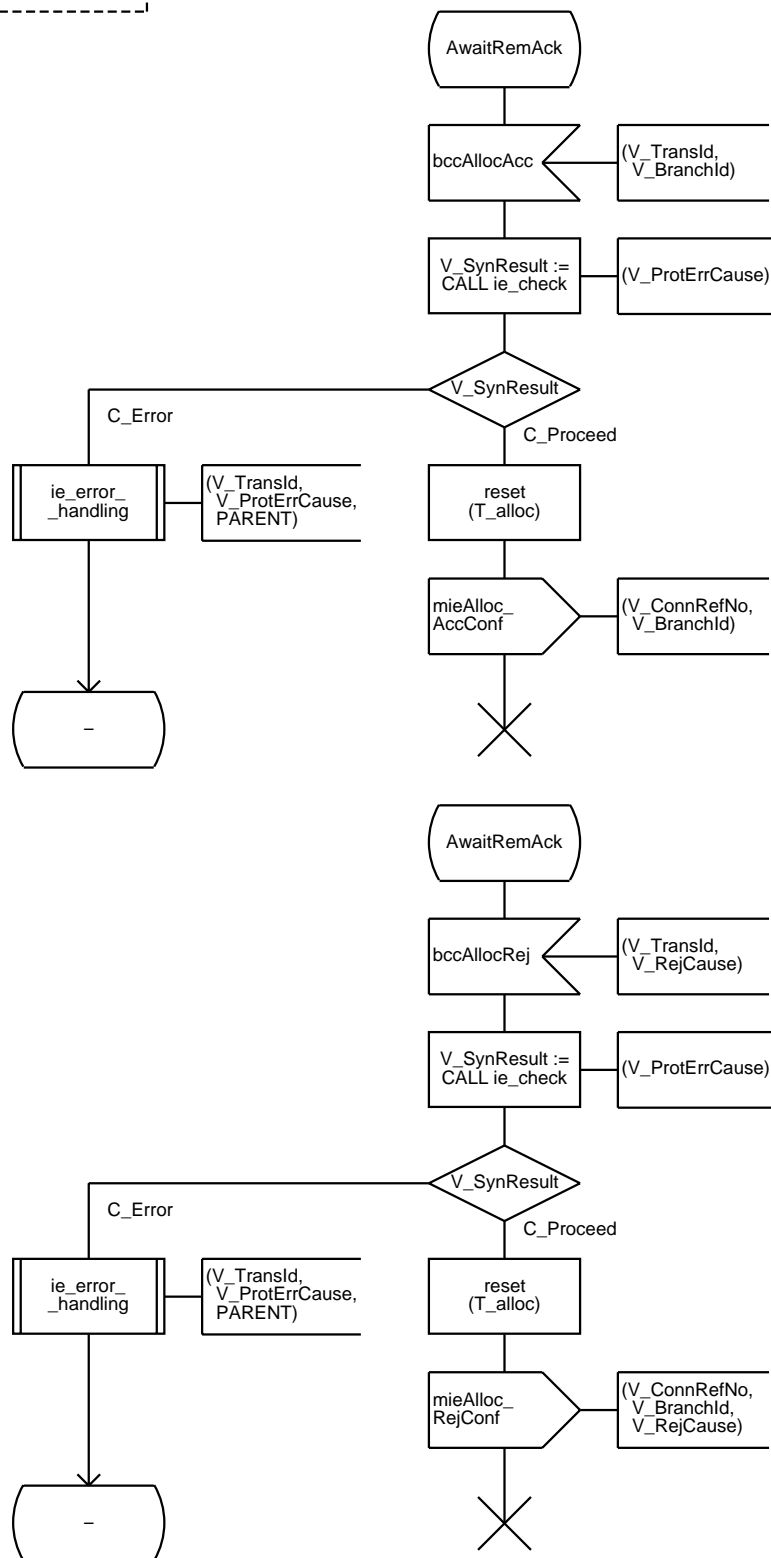 AwaitRemAck
bccAllocAcc
(V_TransId,
V_BranchId)
V_SynResult :=
CALL ie_check
(V_ProtErrCause)
V_SynResult
C_Error
C_Proceed
ie_error_
_handling
(V_TransId,
V_ProtErrCause,
PARENT)
reset
(T_alloc)
mieAlloc_
AccConf
(V_ConnRefNo,
V_BranchId)
–
AwaitRemAck
bccAllocRej
(V_TransId,
V_RejCause)
V_SynResult :=
CALL ie_check
(V_ProtErrCause)
V_SynResult
C_Error
C_Proceed
ie_error_
_handling
(V_TransId,
V_ProtErrCause,
PARENT)
reset
(T_alloc)
mieAlloc_
RejConf
(V_ConnRefNo,
V_BranchId,
V_RejCause)
–